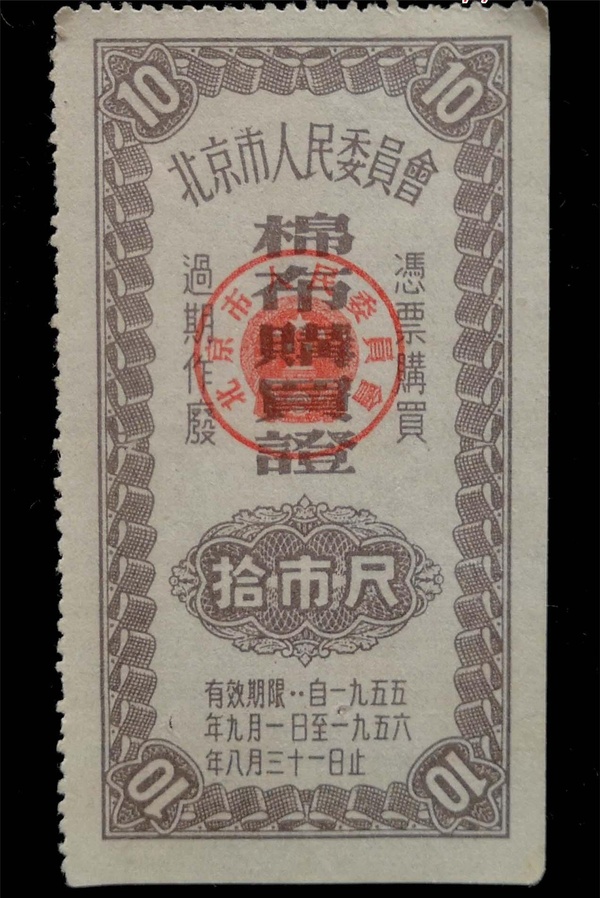 10
10
北京市人民委員會
棉布購買證
憑票購買
過期作廢
北京市人民委員會
拾市尺
有效期限：自一九五五
年九月一日至一九五六
年八月三十一日止
10
10